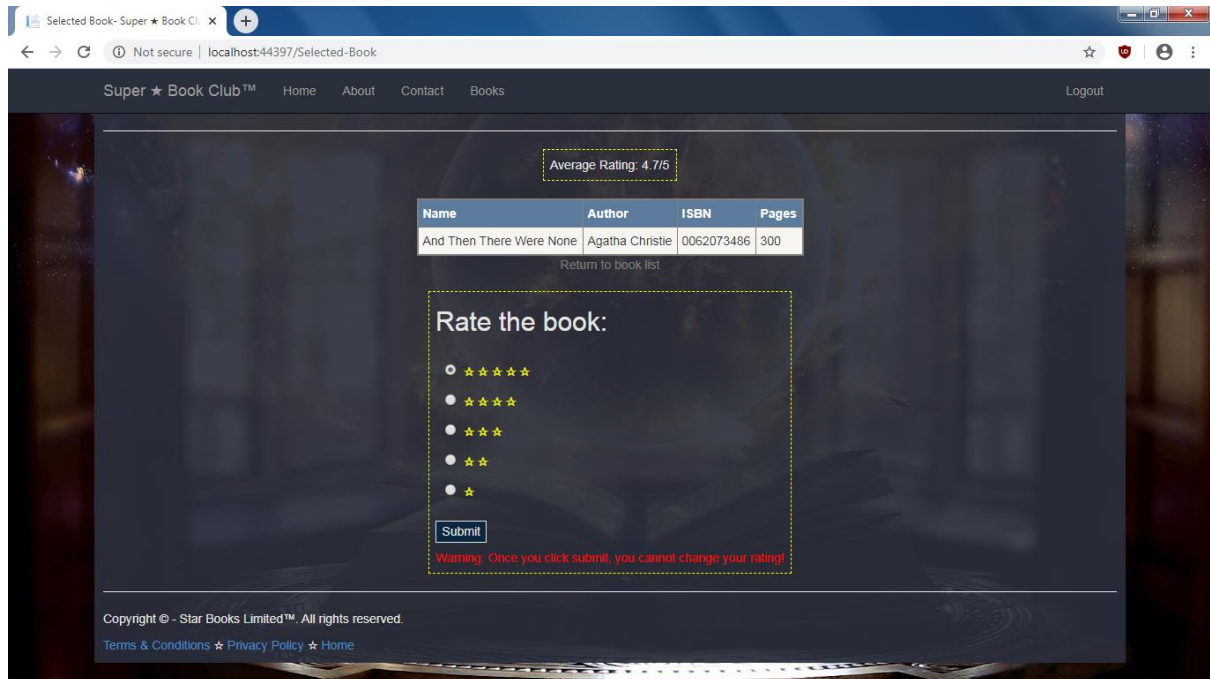 Selected Book- Super ★ Book Cl
Not secure | localhost:44397/Selected-Book
Super ★ Book Club™ Home About Contact Books Logout
Average Rating: 4.7/5
Name Author ISBN Pages
And Then There Were None Agatha Christie 0062073486 300
Return to book list
Rate the book:
☆☆☆☆☆
☆☆☆☆
☆☆☆
☆☆
☆
Submit
Warning: Once you click submit, you cannot change your rating!
Copyright © - Star Books Limited™. All rights reserved.
Terms & Conditions ☆ Privacy Policy ☆ Home